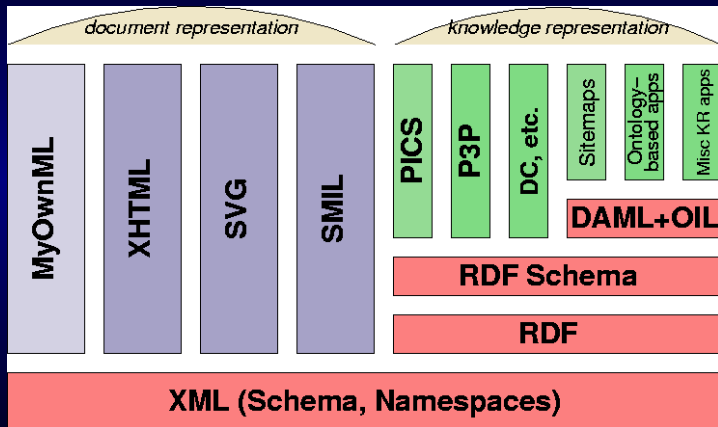 document representation
knowledge representation
MyOwnML
XHTML
SVG
SMIL
PICS
P3P
DC, etc.
Sitemaps
Ontology–
based apps
Misc KR apps
DAML+OIL
RDF Schema
RDF
XML (Schema, Namespaces)